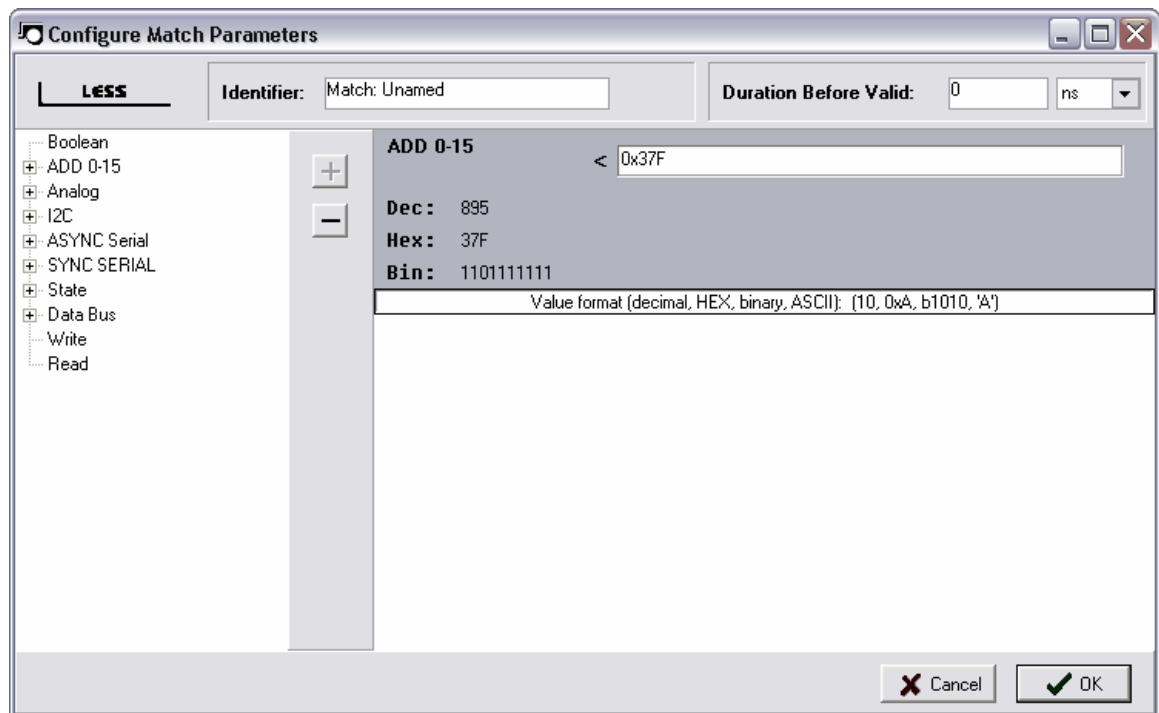 Configure Match Parameters
LESS
Identifier: Match: Unnamed
Duration Before Valid: 0 ns
Boolean
ADD 0-15
Analog
I2C
ASYNC Serial
SYNC SERIAL
State
Data Bus
Write
Read
ADD 0-15 < 0x37F
Dec: 895
Hex: 37F
Bin: 1101111111
Value format (decimal, HEX, binary, ASCII): (10, 0xA, b1010, 'A')
Cancel
OK